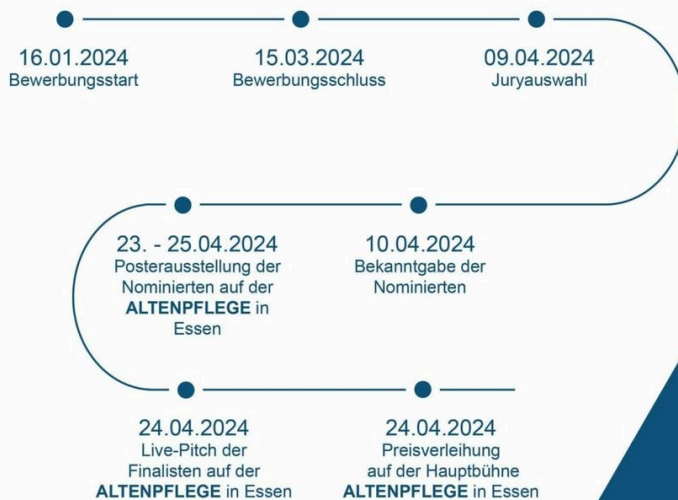 16.01.2024
Bewerbungsstart
15.03.2024
Bewerbungsschluss
09.04.2024
Juryauswahl
10.04.2024
Bekanntgabe der
Nominierten
23. - 25.04.2024
Posterausstellung der
Nominierten auf der
ALTENPFLEGE in
Essen
24.04.2024
Live-Pitch der
Finalisten auf der
ALTENPFLEGE in Essen
24.04.2024
Preisverleihung
auf der Hauptbühne
ALTENPFLEGE in Essen